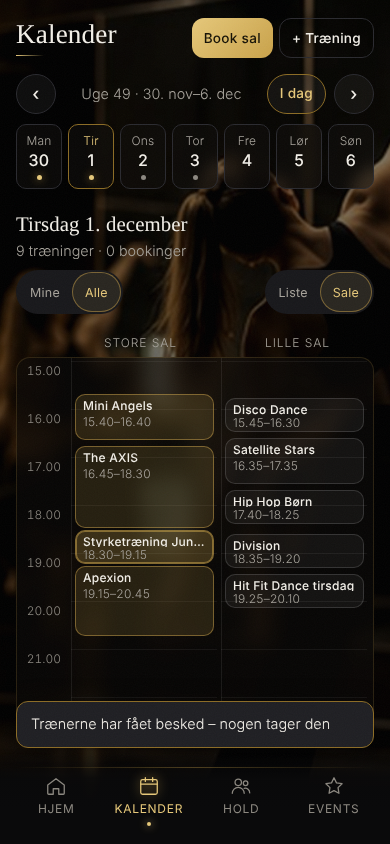 Kalender
Book sal
+ Træning
‹
Uge 49 · 30. nov–6. dec
I dag
›
Man
30
Tir
1
Ons
2
Tor
3
Fre
4
Lør
5
Søn
6
Tirsdag 1. december
9 træninger · 0 bookinger
Mine
Alle
Liste
Sale
STORE SAL
LILLE SAL
15.00
16.00
17.00
18.00
19.00
20.00
21.00
Mini Angels
15.40–16.40
The AXIS
16.45–18.30
Styrketræning Jun...
18.30–19.15
Apexion
19.15–20.45
Disco Dance
15.45–16.30
Satellite Stars
16.35–17.35
Hip Hop Børn
17.40–18.25
Division
18.35–19.20
Hit Fit Dance tirsdag
19.25–20.10
Trænerne har fået besked – nogen tager den
HJEM
KALENDER
HOLD
EVENTS